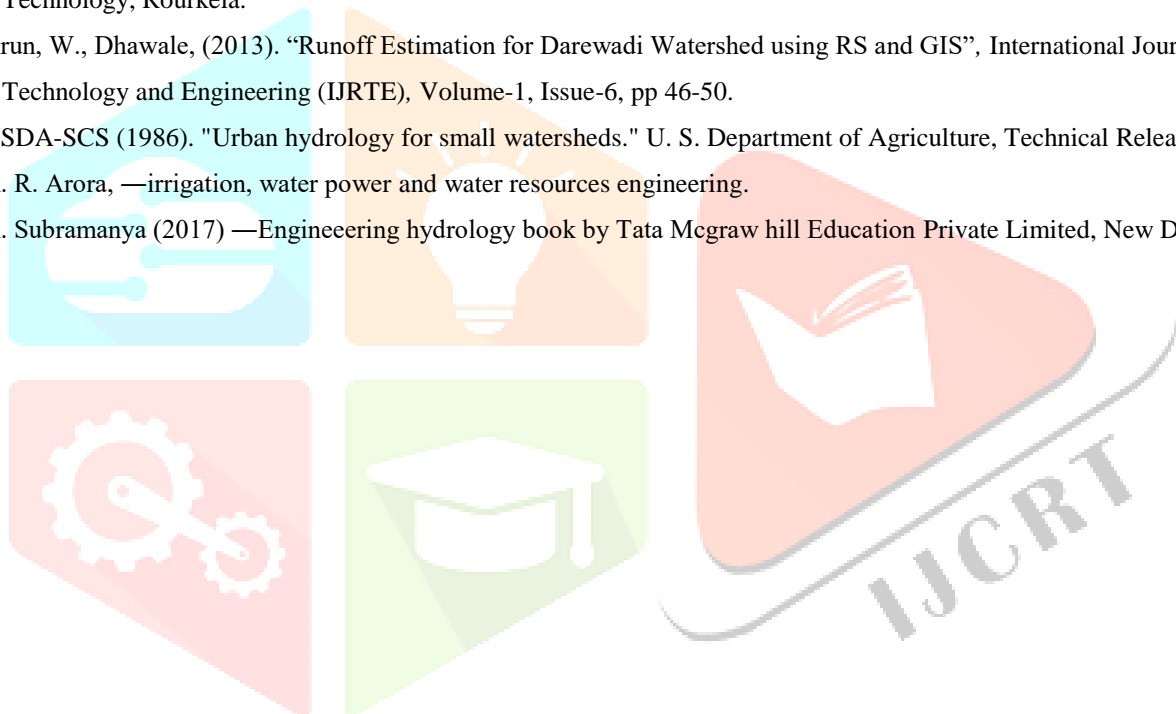 Technology, Rourkela.
run, W., Dhawale, (2013). “Runoff Estimation for Darewadi Watershed using RS and GIS”, International Jour
Technology and Engineering (IJRTE), Volume-1, Issue-6, pp 46-50.
SDA-SCS (1986). "Urban hydrology for small watersheds." U. S. Department of Agriculture, Technical Relea
. R. Arora, ―irrigation, water power and water resources engineering.
. Subramanya (2017) ―Engineeering hydrology book by Tata Mcgraw hill Education Private Limited, New D
IJCRT